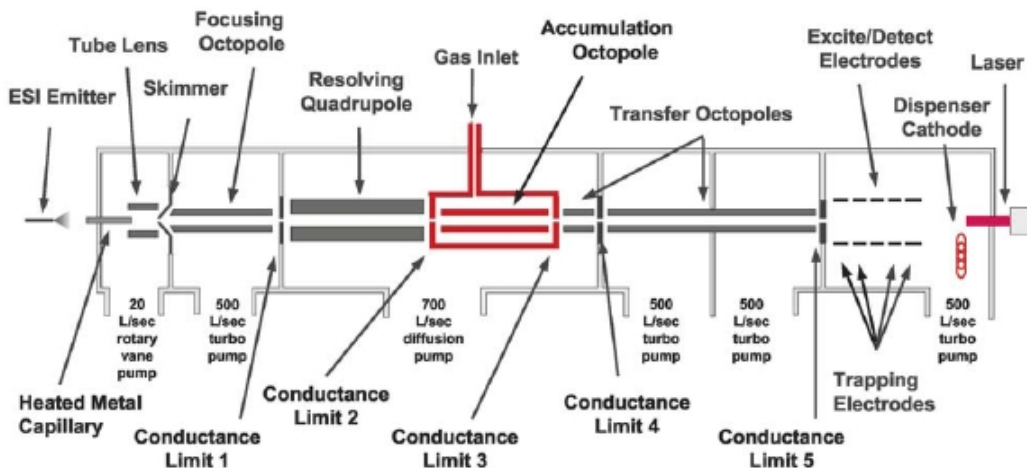 Focusing
Octopole
Tube Lens
Skimmer
ESI Emitter
Resolving
Quadrupole
Gas Inlet
Accumulation
Octopole
Transfer Octopoles
Excite/Detect
Electrodes
Laser
Dispenser
Cathode
20
L/sec
rotary
vane
pump
500
L/sec
turbo
pump
700
L/sec
diffusion
pump
500
L/sec
turbo
pump
500
L/sec
turbo
pump
500
L/sec
turbo
pump
Heated Metal
Capillary
Conductance
Limit 1
Conductance
Limit 2
Conductance
Limit 3
Conductance
Limit 4
Conductance
Limit 5
Trapping
Electrodes